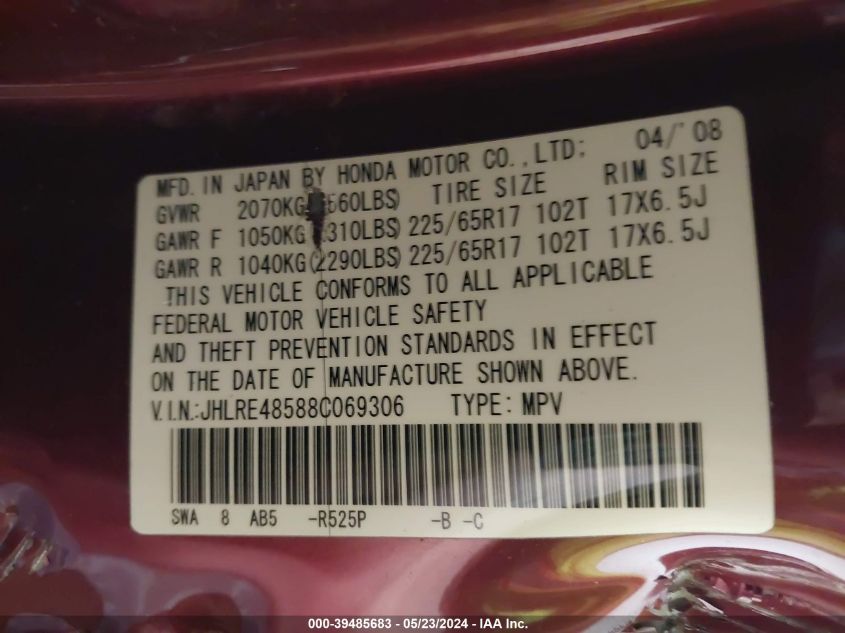 MFD. IN JAPAN BY HONDA MOTOR CO., LTD: 04/'08
GVWR 2070KG 560LBS) TIRE SIZE RIM SIZE
GAWR F 1050KG 310LBS) 225/65R17 102T 17X6.5J
GAWR R 1040KG(2290LBS) 225/65R17 102T 17X6.5J
THIS VEHICLE CONFORMS TO ALL APPLICABLE
FEDERAL MOTOR VEHICLE SAFETY
AND THEFT PREVENTION STANDARDS IN EFFECT
ON THE DATE OF MANUFACTURE SHOWN ABOVE.
V.I.N.:JHLRE48588C069306 TYPE: MPV
SWA 8 AB5 -R525P -B -C
000-39485683 - 05/23/2024 - IAA Inc.